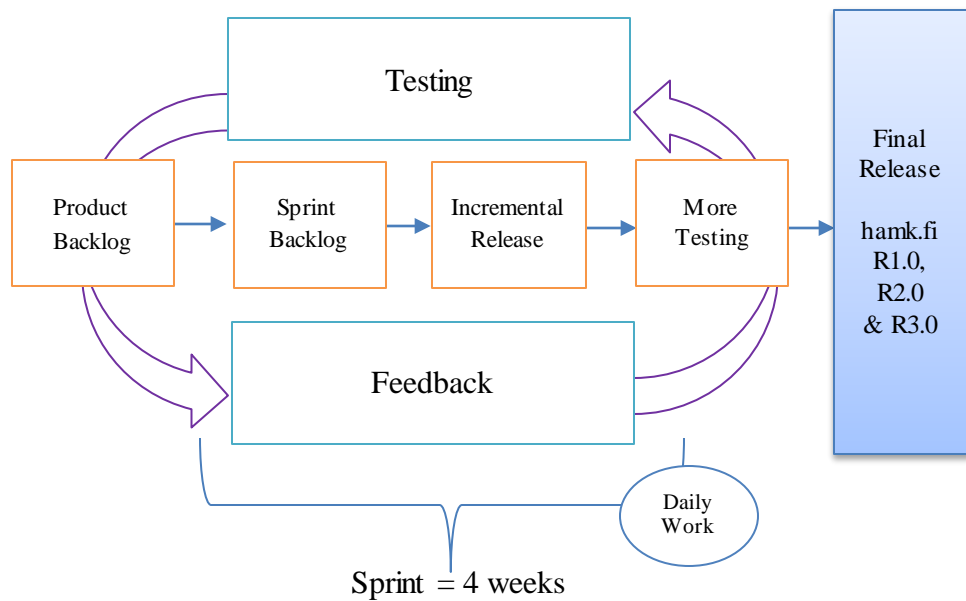 Testing
Product
Backlog
Sprint
Backlog
Incremental
Release
More
Testing
Final
Release
hamk.fi
R1.0,
R2.0
& R3.0
Feedback
Daily
Work
Sprint = 4 weeks